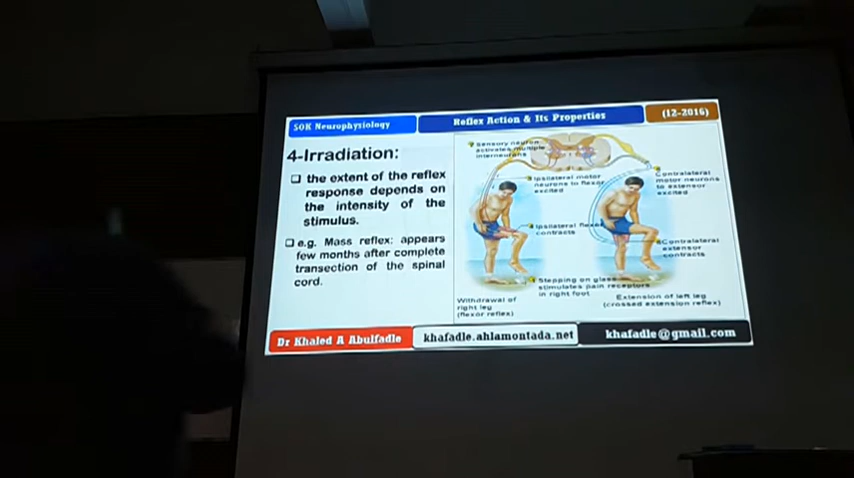 SOK Neurophysiology
Reflex Action & Its Properties
(12-2016)
4-Irradiation:
❑ the extent of the reflex
response depends on
the intensity of the
stimulus.
❑ e.g. Mass reflex: appears
few months after complete
transection of the spinal
cord.
Sensory neuron
activates multiple
interneurons
Ipsilateral motor
neurons to flexor
excited
Contralateral
motor neurons
to extensor
excited
Ipsilateral flexor
contracts
Contralateral
extensor
contracts
1 Stepping on glass
stimulates pain receptors
in right foot
Withdrawal of
right leg
(flexor reflex)
Extension of left leg
(crossed extension reflex)
Dr Khaled A Abulfadle
khafadle.ahlamontada.net
khafadle@gmail.com